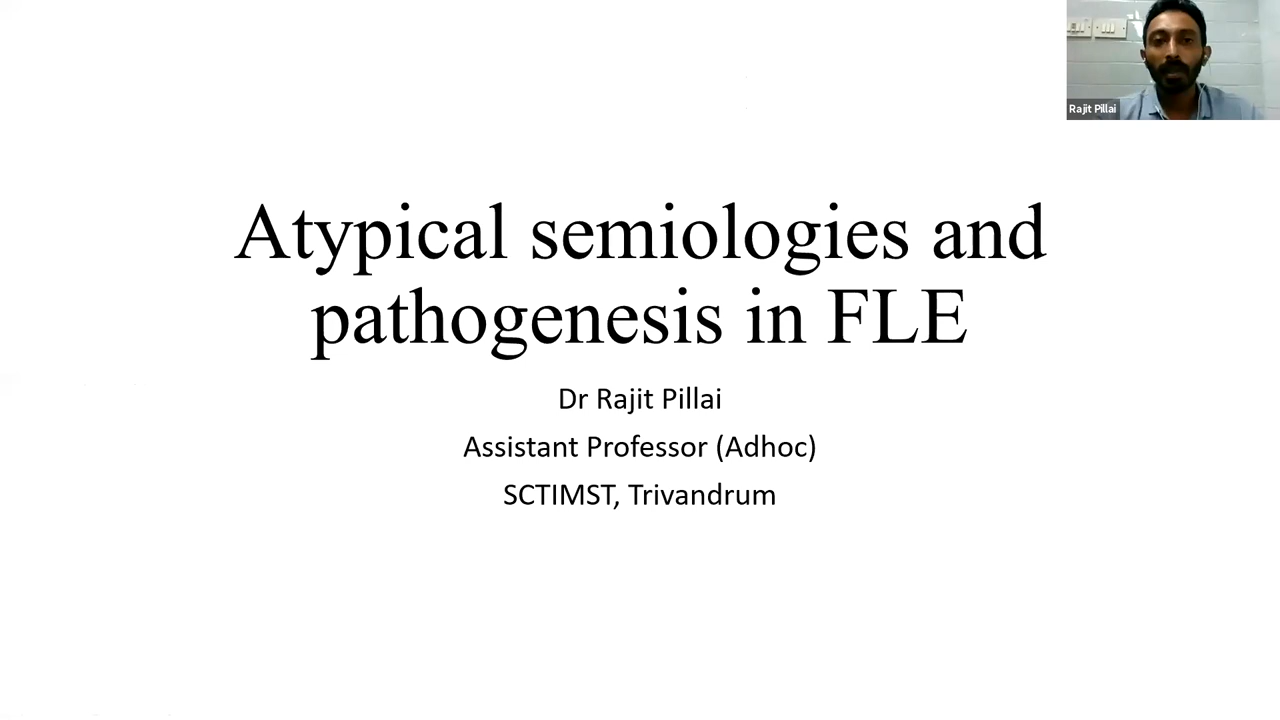 Rajit Pillai
Atypical semiologies and
pathogenesis in FLE
Dr Rajit Pillai
Assistant Professor (Adhoc)
SCTIMST, Trivandrum